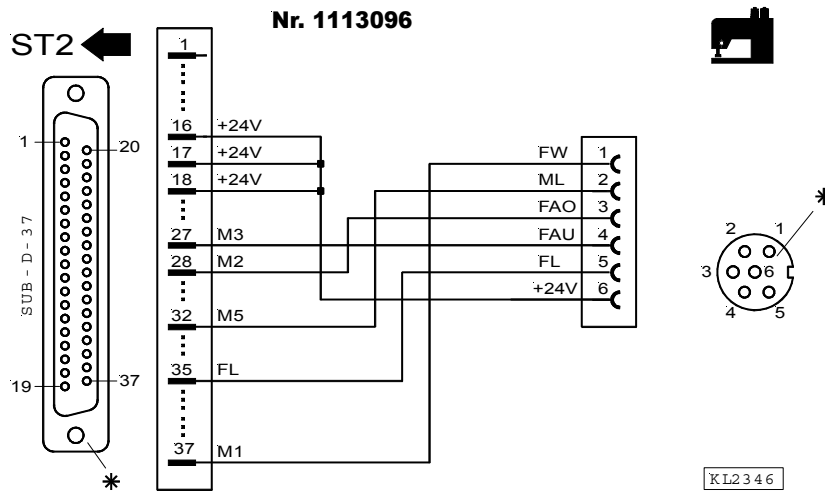 Nr. 1113096
ST2
1
16 +24V
17 +24V
18 +24V
27 M3
28 M2
32 M5
35 FL
37 M1
1 20
19 37
SUB-D-37
FW 1
ML 2
FAO 3
FAU 4
FL 5
+24V 6
2 1
3 6
4 5
*
*
KL2346